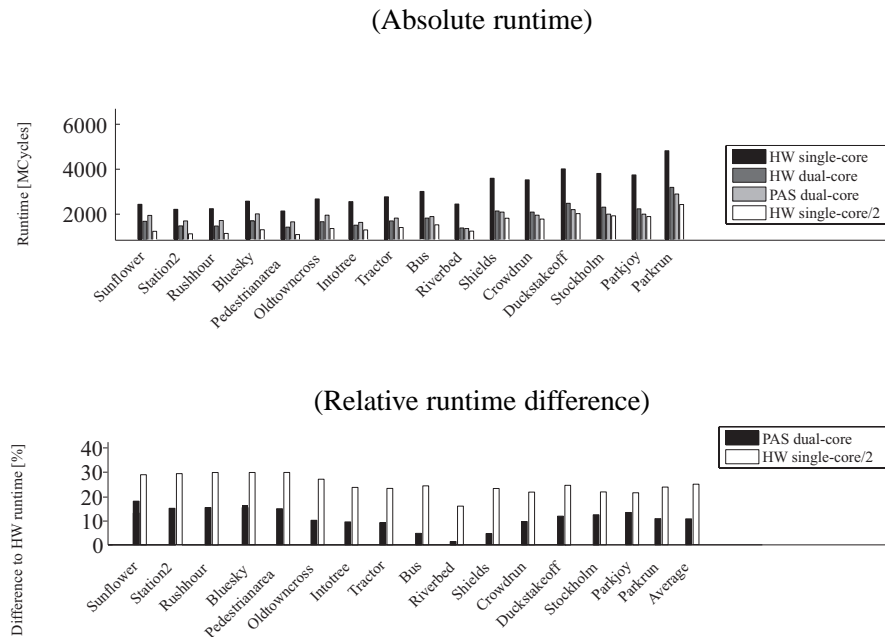 (Absolute runtime)
Runtime [MCycles]
6000
4000
2000
HW single-core
HW dual-core
PAS dual-core
HW single-core/2
Sunflower
Station2
Rushhour
Bluesky
Pedestrianarea
Oldtowncross
Intotree
Tractor
Bus
Riverbed
Shields
Crowdrun
Duckstakeoff
Stockholm
Parkjoy
Parkrun
(Relative runtime difference)
Difference to HW runtime [%]
40
30
20
10
0
PAS dual-core
HW single-core/2
Sunflower
Station2
Rushhour
Bluesky
Pedestrianarea
Oldtowncross
Intotree
Tractor
Bus
Riverbed
Shields
Crowdrun
Duckstakeoff
Stockholm
Parkjoy
Parkrun
Average